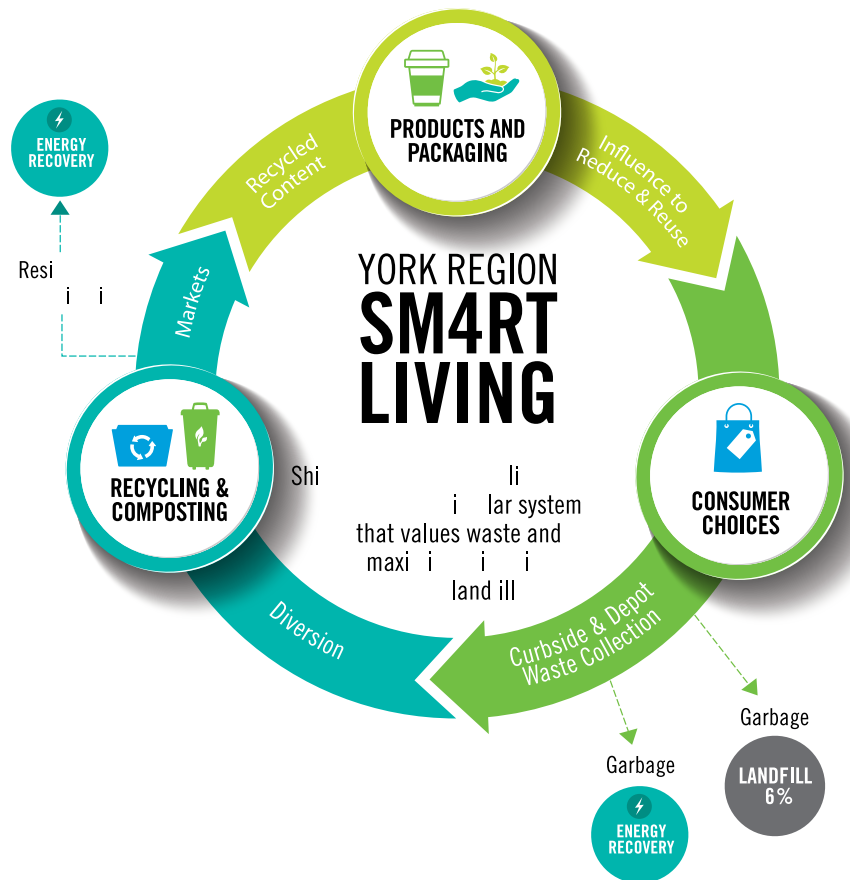 PRODUCTS AND
PACKAGING
ENERGY
RECOVERY
Recycled
Content
Influence to
Reduce & Reuse
Markets
YORK REGION
SM4RT
LIVING
RECYCLING &
COMPOSTING
CONSUMER
CHOICES
system
that values waste and
Diversion
Curbside & Depot
Waste Collection
Garbage
LANDFILL
6%
Garbage
ENERGY
RECOVERY